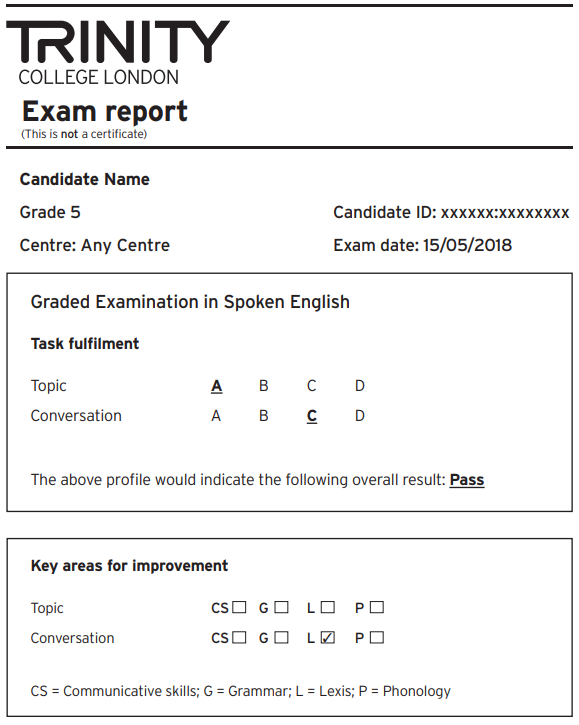 TRINITY
COLLEGE LONDON
Exam report
(This is not a certificate)
Candidate Name
Grade 5 Candidate ID: xxxxxx:xxxxxxxx
Centre: Any Centre Exam date: 15/05/2018
Graded Examination in Spoken English
Task fulfilment
Topic A B C D
Conversation A B C D
The above profile would indicate the following overall result: Pass
Key areas for improvement
Topic CS☐ G☐ L☐ P☐
Conversation CS☐ G☐ L☑ P☐
CS = Communicative skills; G = Grammar; L = Lexis; P = Phonology